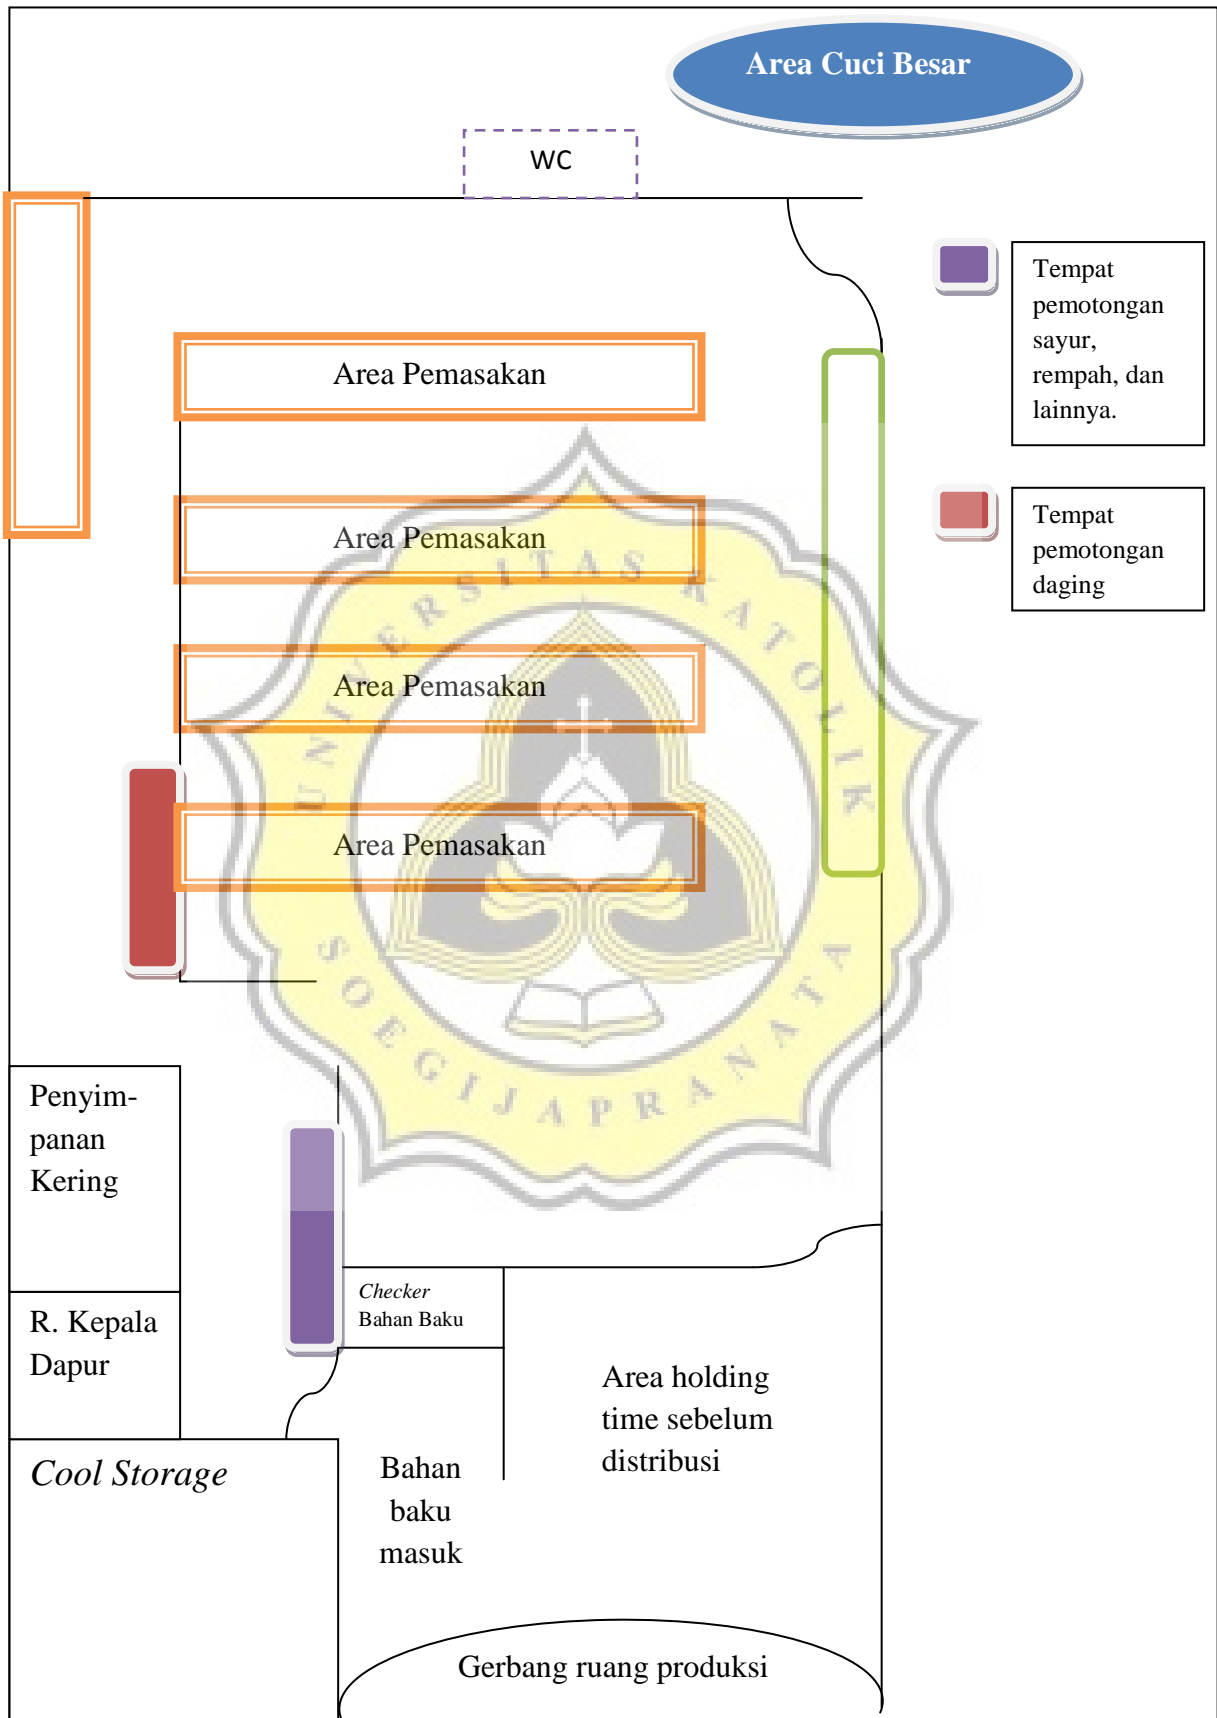 Area Cuci Besar
WC
Tempat
pemotongan
sayur,
rempah, dan
lainnya.
Area Pemasakan
Tempat
pemotongan
daging
Area Pemasakan
Area Pemasakan
Area Pemasakan
UNIVERSITAS KATOLIK
SOEGIJAPRANATA
Penyim-
panan
Kering
Checker
Bahan Baku
R. Kepala
Dapur
Area holding
time sebelum
distribusi
Cool Storage
Bahan
baku
masuk
Gerbang ruang produksi